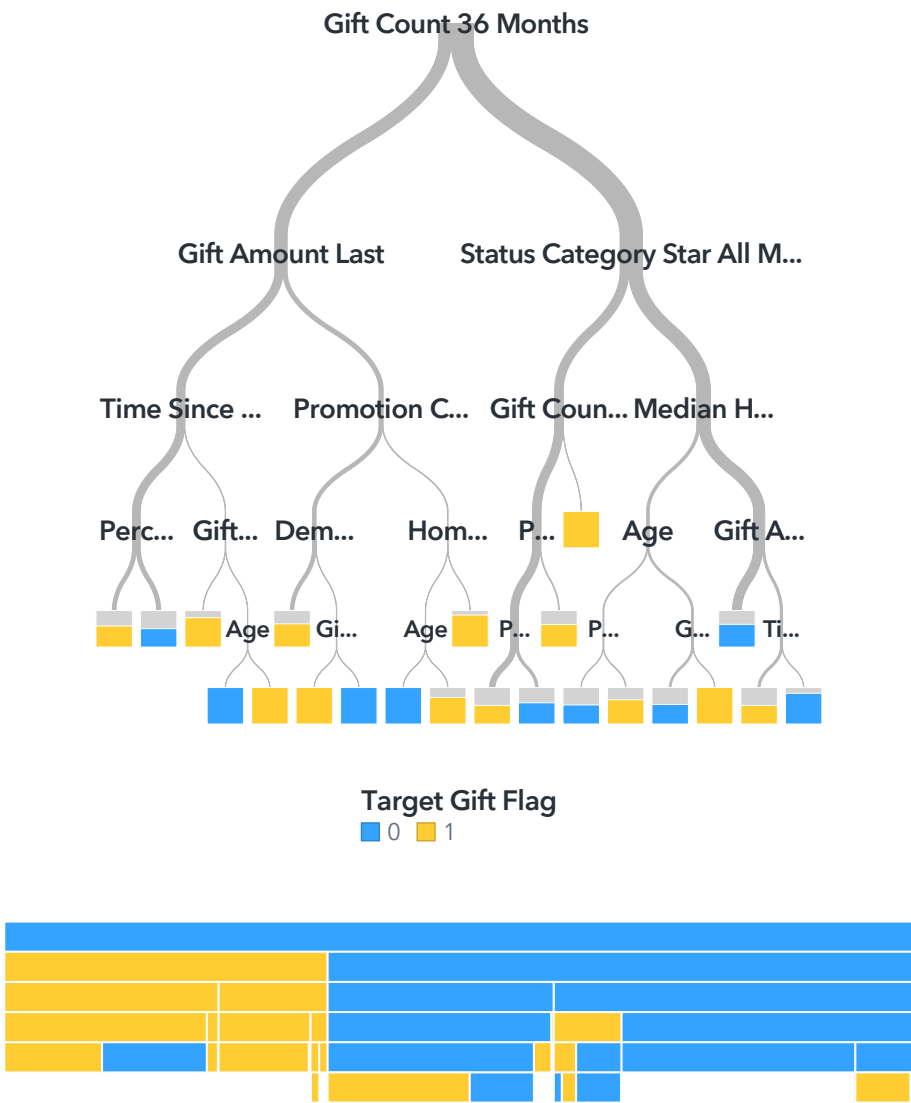 Gift Count 36 Months
Gift Amount Last Status Category Star All M...
Time Since ... Promotion C... Gift Coun... Median H...
Perc... Gift... Dem... Hom... P... Age Gift A...
Age Gi... Age P... P... G... Ti...
Target Gift Flag
0 1